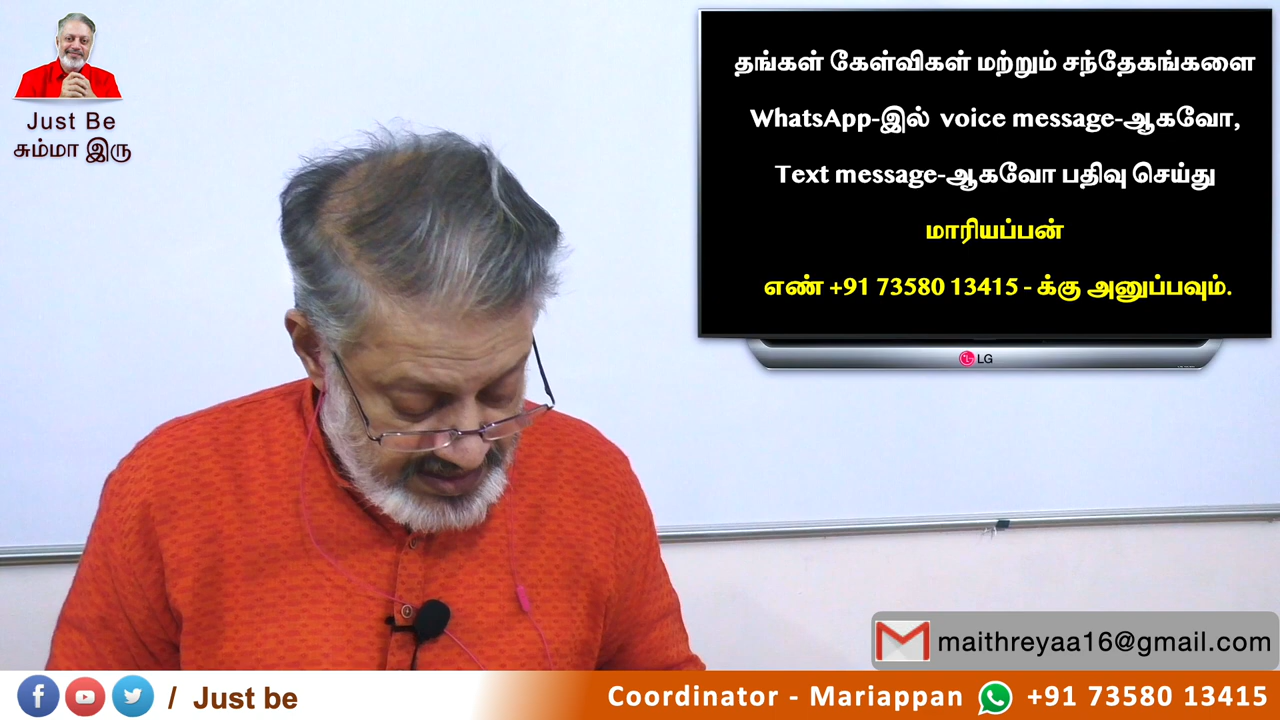 Just Be
சும்மா இரு
தங்கள் கேள்விகள் மற்றும் சந்தேகங்களை
WhatsApp-இல் voice message-ஆகவோ,
Text message-ஆகவோ பதிவு செய்து
மாரியப்பன்
எண் +91 73580 13415 - க்கு அனுப்பவும்.
LG
maithreyaa16@gmail.com
/ Just be
Coordinator - Mariappan +91 73580 13415